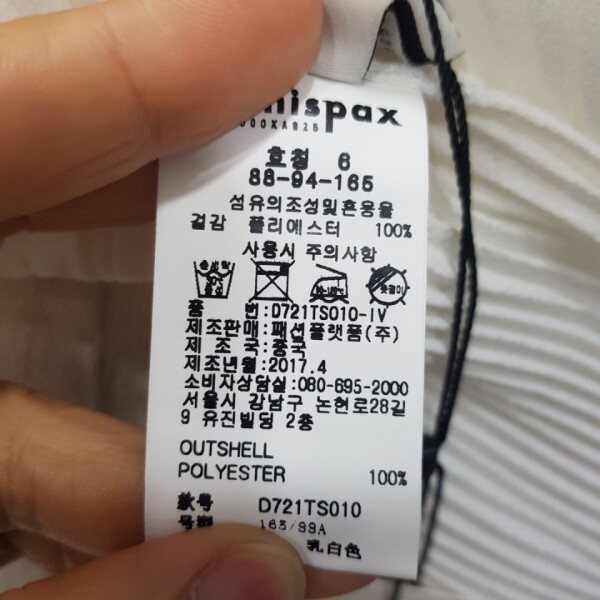 nispax
호칭 6
88-94-165
섬유의조성및혼용율
겉감 폴리에스터 100%
사용시 주의사항
품 번:D721TS010-IV
제조판매:패션플랫폼(주)
제 조 국:중국
제조년월:2017.4
소비자상담실:080-695-2000
서울시 강남구 논현로28길
9 유진빌딩 2층
OUTSHELL
POLYESTER 100%
款号 D721TS010
号型 165/88A
乳白色